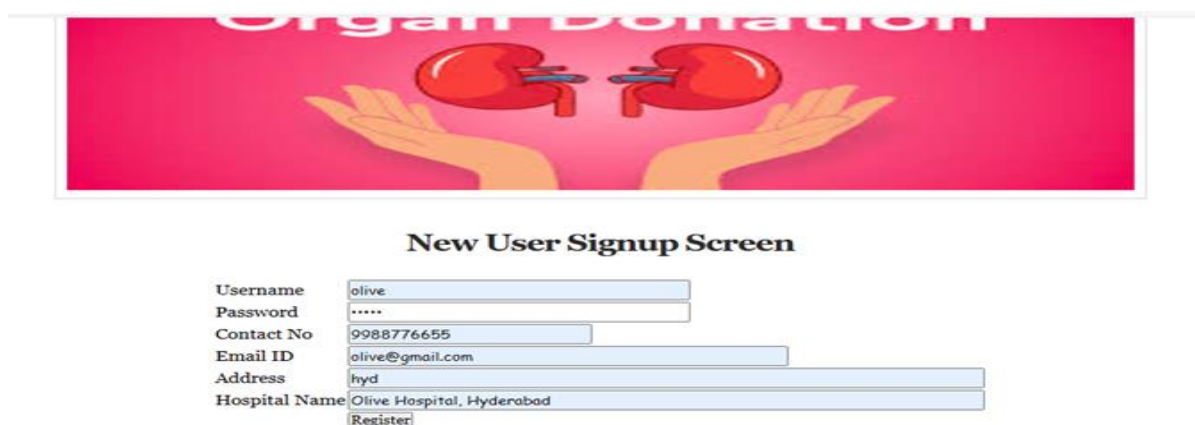 Organ Donation
New User Signup Screen
Username olive
Password •••••
Contact No 9988776655
Email ID olive@gmail.com
Address hyd
Hospital Name Olive Hospital, Hyderabad
Register